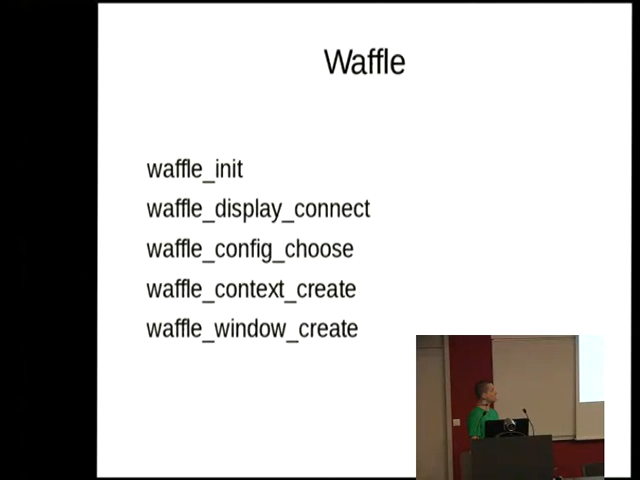 Waffle
waffle_init
waffle_display_connect
waffle_config_choose
waffle_context_create
waffle_window_create